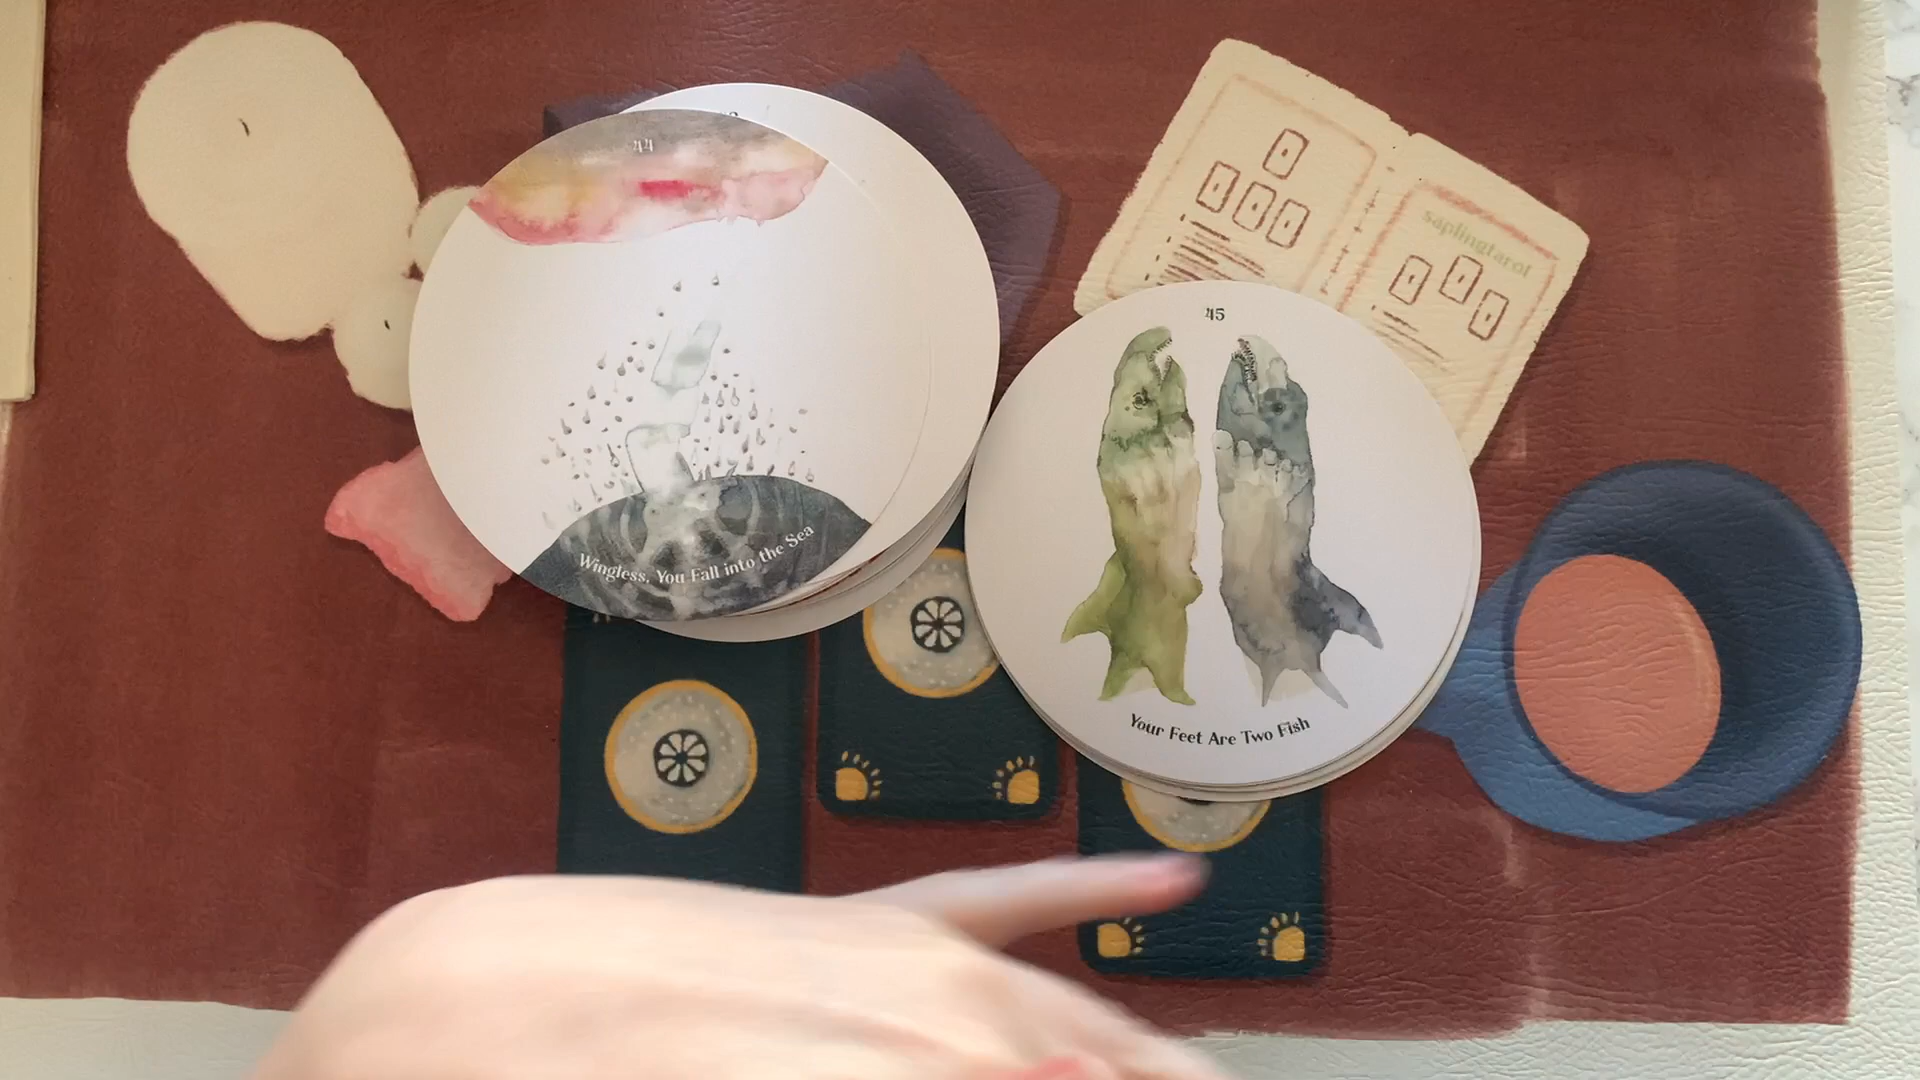 44
Wingless, You Fall into the Sea
saplingtarot
45
Your Feet Are Two Fish